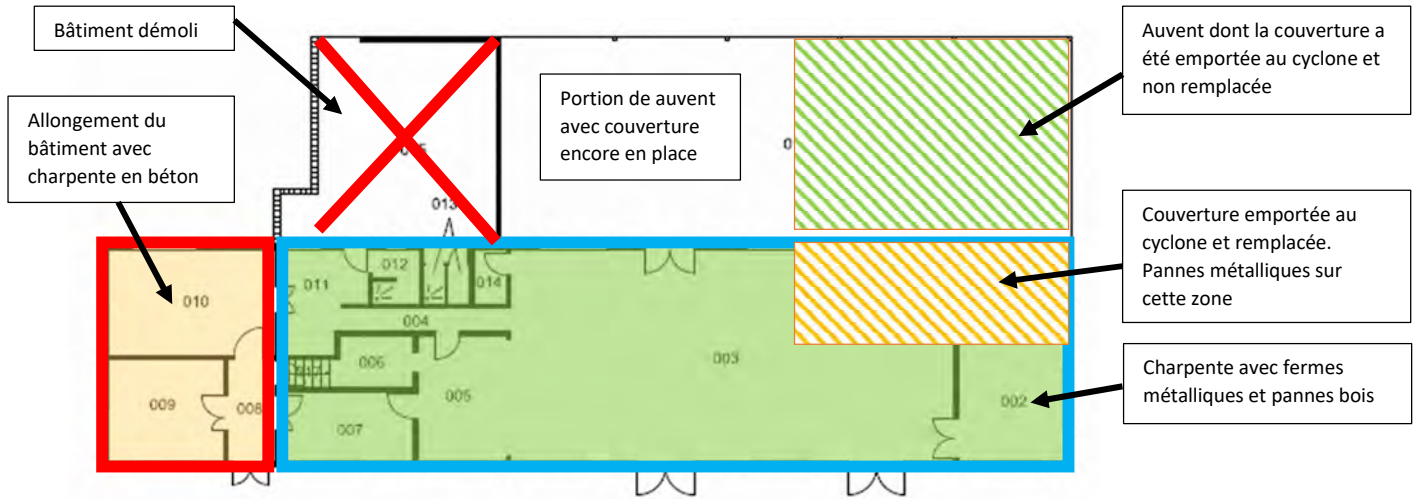 Bâtiment démoli
Allongement du
bâtiment avec
charpente en béton
Portion de auvent
avec couverture
encore en place
Auvent dont la couverture a
été emportée au cyclone et
non remplacée
Couverture emportée au
cyclone et remplacée.
Pannes métalliques sur
cette zone
Charpente avec fermes
métalliques et pannes bois
013
010
011
012
014
004
006
003
009
008
005
007
002